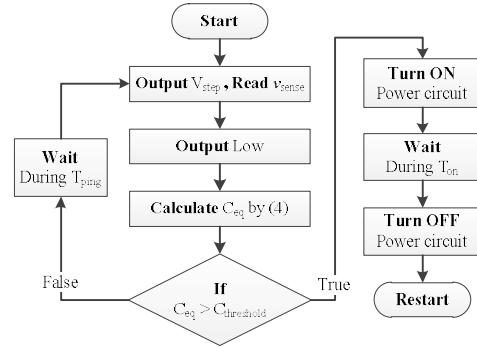 Start
Output Vstep, Read vsense
Output Low
Calculate Ceq by (4)
If
Ceq > Cthreshold
False
Wait
During Tping
True
Turn ON
Power circuit
Wait
During Ton
Turn OFF
Power circuit
Restart